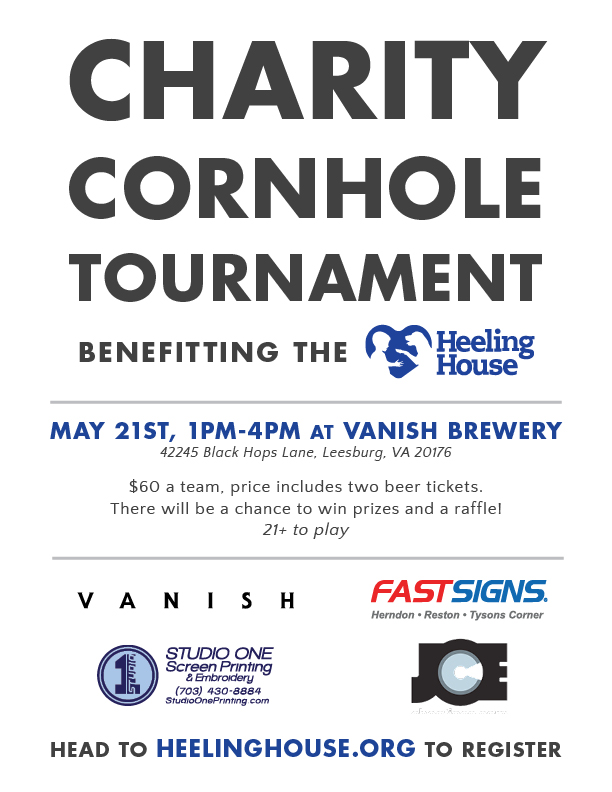 CHARITY
CORNHOLE
TOURNAMENT
BENEFITTING THE
Heeling
House
MAY 21ST, 1PM-4PM AT VANISH BREWERY
42245 Black Hops Lane, Leesburg, VA 20176
$60 a team, price includes two beer tickets.
There will be a chance to win prizes and a raffle!
21+ to play
VANISH
FASTSIGNS.
Herndon • Reston • Tysons Corner
1
STUDIO
STUDIO ONE
Screen Printing
& Embroidery
(703) 430-8884
StudioOnePrinting.com
JCE
HEAD TO HEELINGHOUSE.ORG TO REGISTER